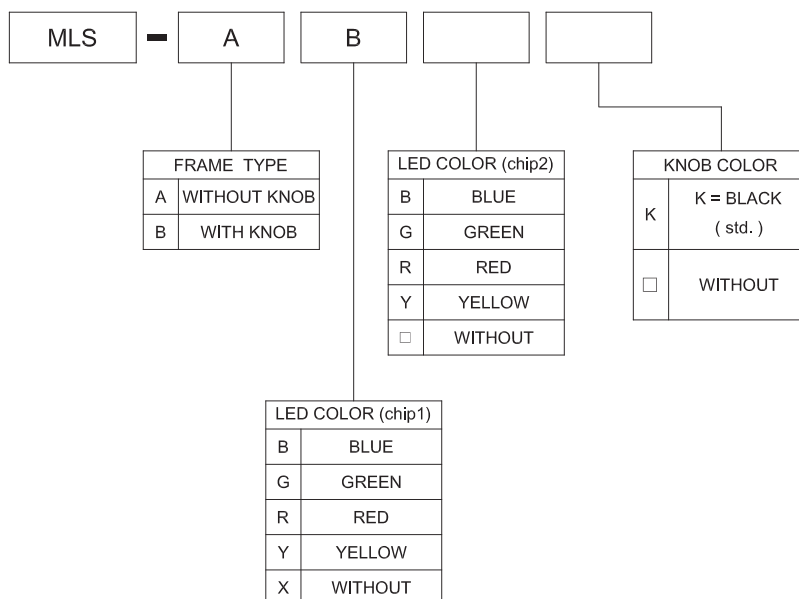 MLS - A B
FRAME TYPE
A WITHOUT KNOB
B WITH KNOB
LED COLOR (chip2)
B BLUE
G GREEN
R RED
Y YELLOW
□ WITHOUT
KNOB COLOR
K K = BLACK
( std. )
□ WITHOUT
LED COLOR (chip1)
B BLUE
G GREEN
R RED
Y YELLOW
X WITHOUT